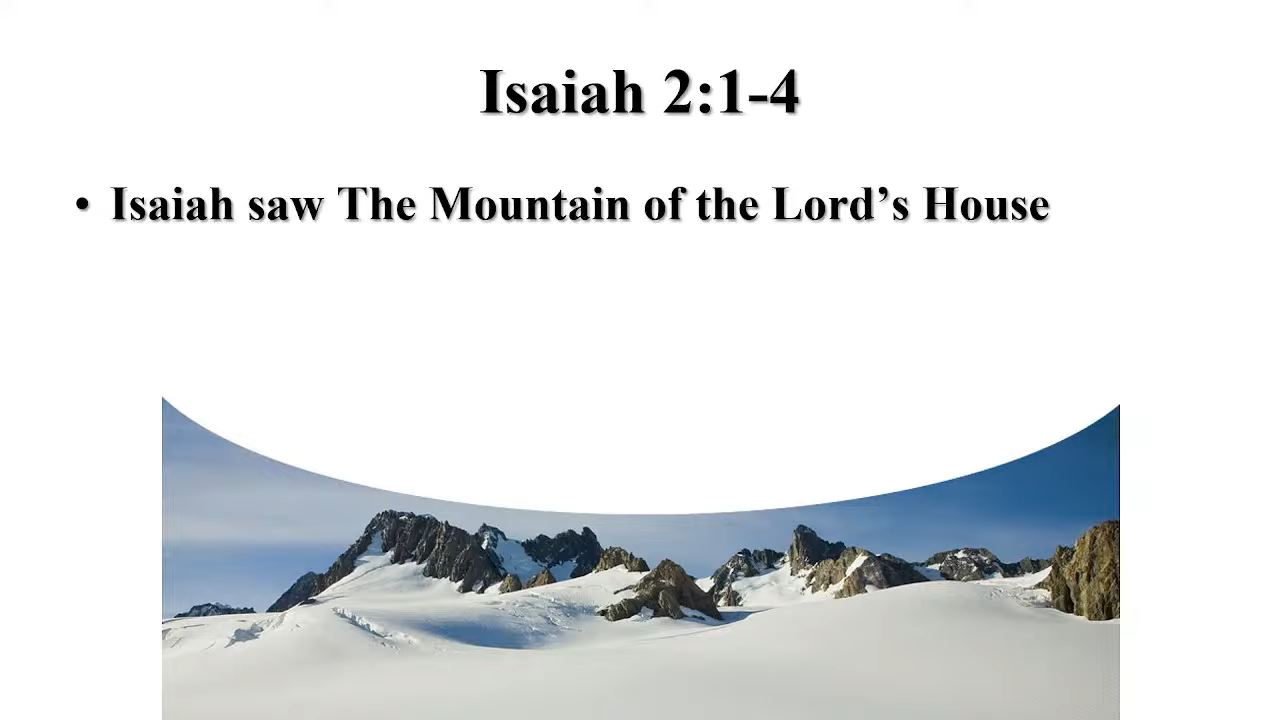 Isaiah 2:1-4
• Isaiah saw The Mountain of the Lord’s House